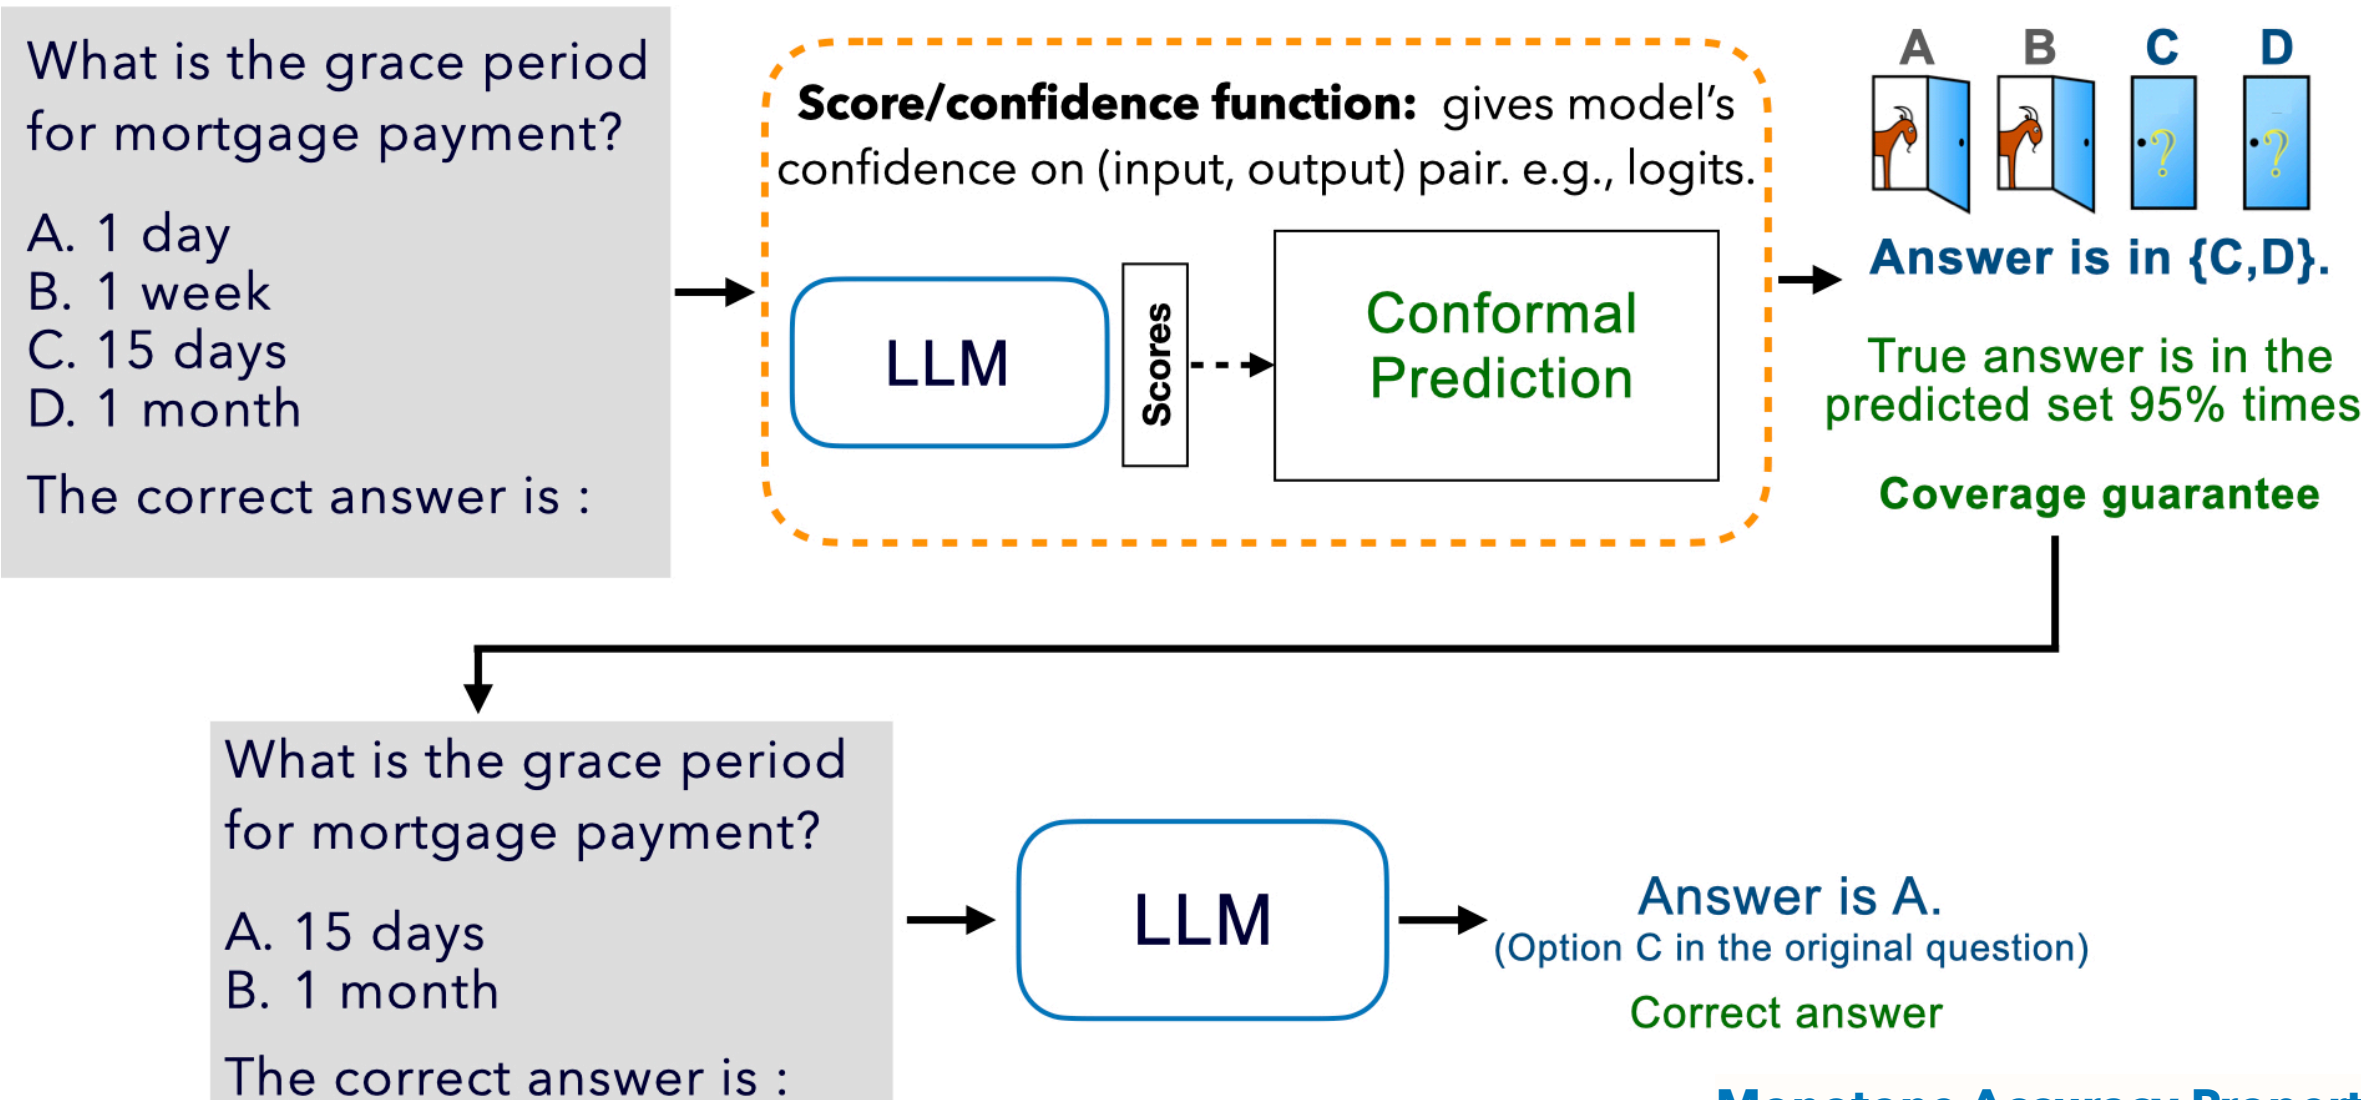 What is the grace period
for mortgage payment?
A. 1 day
B. 1 week
C. 15 days
D. 1 month
The correct answer is :
Score/confidence function: gives model's
confidence on (input, output) pair. e.g., logits.
LLM
Scores
Conformal
Prediction
A B C D
? ?
Answer is in {C,D}.
True answer is in the
predicted set 95% times
Coverage guarantee
What is the grace period
for mortgage payment?
A. 15 days
B. 1 month
The correct answer is :
LLM
Answer is A.
(Option C in the original question)
Correct answer
Monotone Accuracy Propert